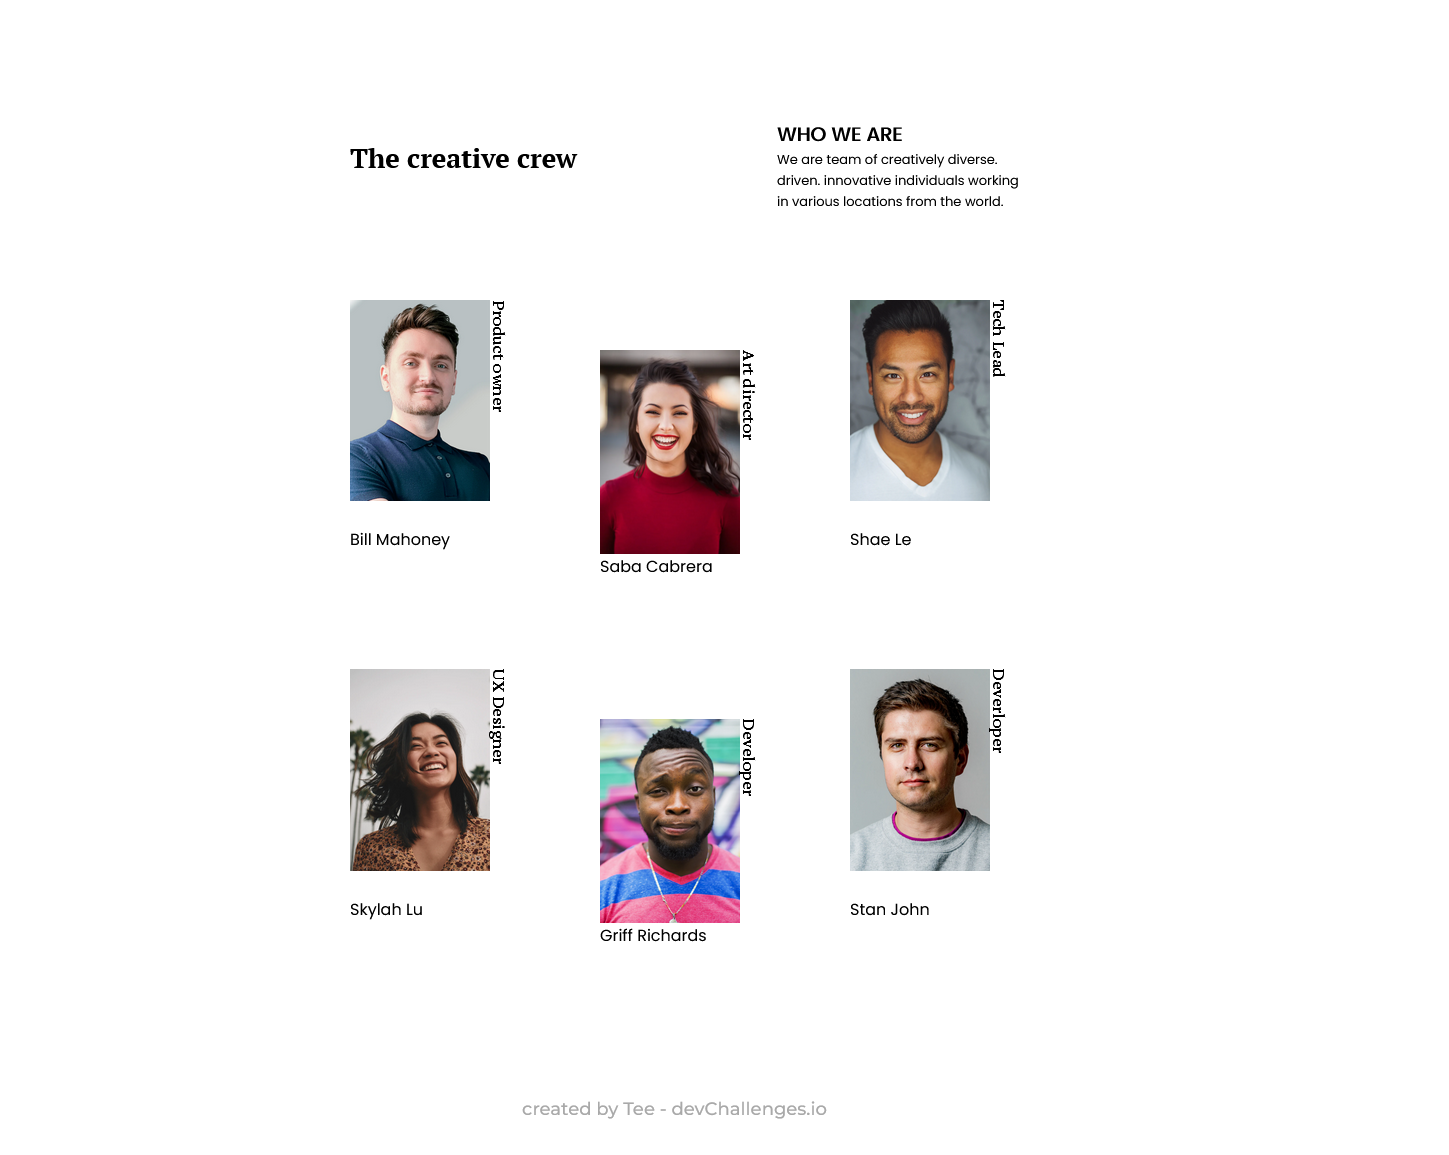 The creative crew
WHO WE ARE
We are team of creatively diverse.
driven. innovative individuals working
in various locations from the world.
Product owner
Bill Mahoney
Art director
Saba Cabrera
Tech Lead
Shae Le
UX Designer
Skylah Lu
Developer
Griff Richards
Deverloper
Stan John
created by Tee - devChallenges.io